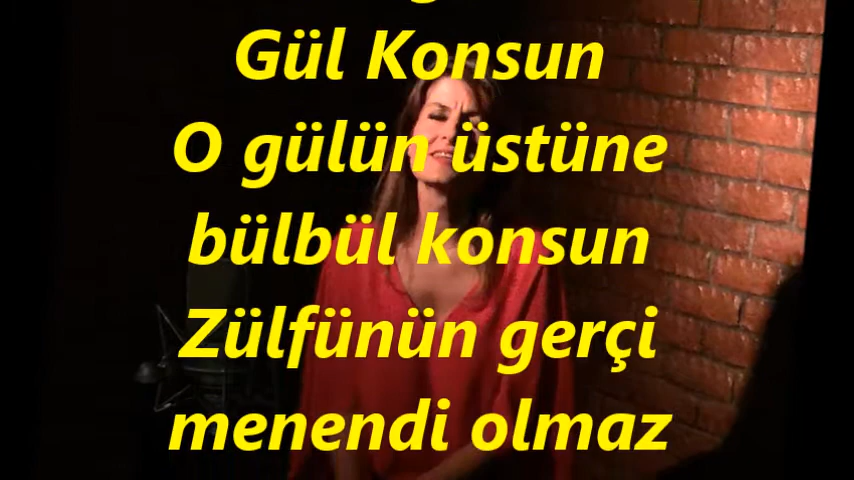 Gül Konsun
O gülün üstüne
bülbül konsun
Zülfünün gerçi
menendi olmaz